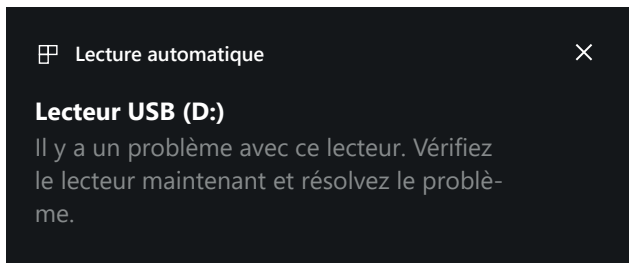 Lecture automatique
Lecteur USB (D:)
Il y a un problème avec ce lecteur. Vérifiez
le lecteur maintenant et résolvez le problè-
me.